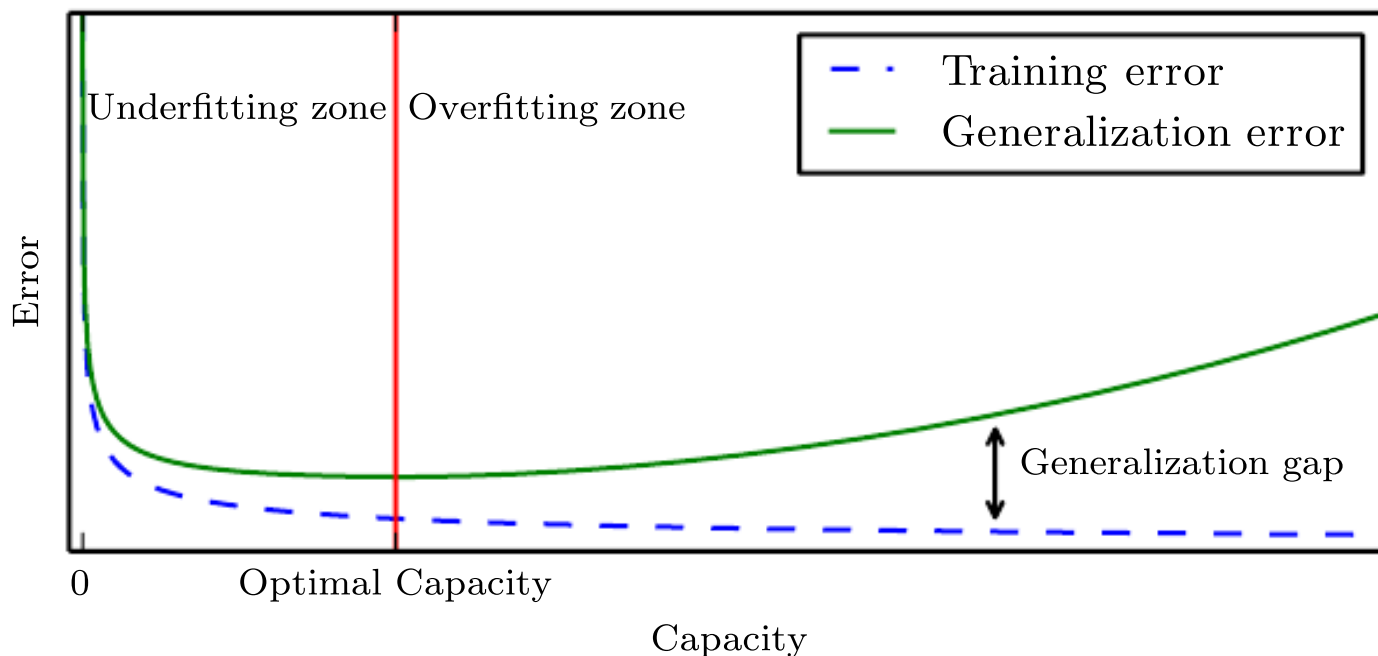 Training error
Generalization error
Underfitting zone
Overfitting zone
Error
Generalization gap
0
Optimal Capacity
Capacity